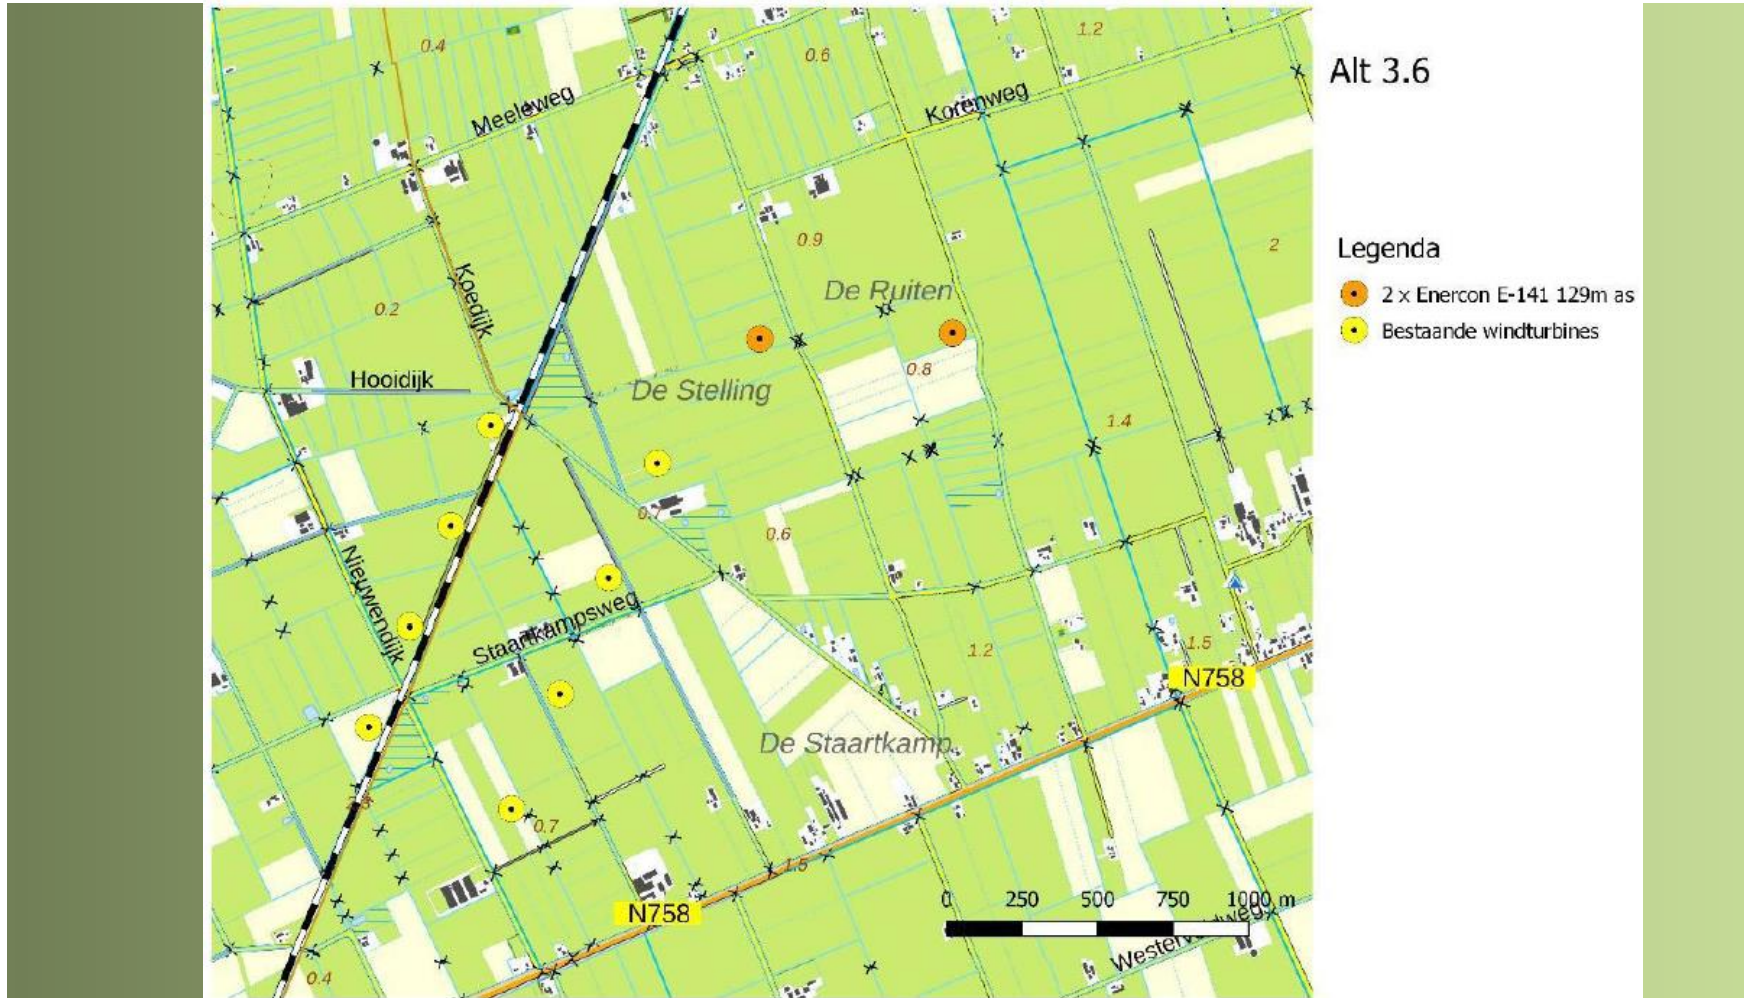 0.4
0.6
1.2
Alt 3.6
Meeleweg
Korenweg
0.9
2
Legenda
Koedijk
De Ruiten
2 x Enercon E-141 129m as
0.2
Bestaande windturbines
Hooidijk
De Stelling
0.8
1.4
0.7
0.6
Nieuwendijk
Staartkampsweg
1.2
1.5
N758
De Staartkamp
0.7
1.5
N758
0 250 500 750 1000 m
Westerveldweg
0.4